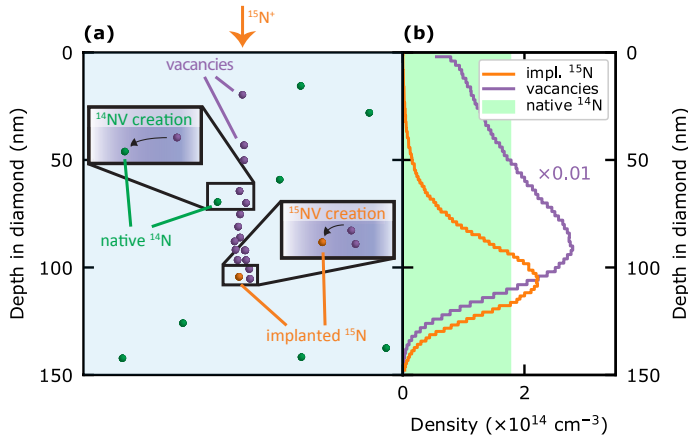 ¹⁵N⁺
(a)
(b)
0
50
100
150
Depth in diamond (nm)
vacancies
¹⁴NV creation
native ¹⁴N
¹⁵NV creation
implanted ¹⁵N
impl. ¹⁵N
vacancies
native ¹⁴N
×0.01
0
50
100
150
Depth in diamond (nm)
0
2
Density (×10¹⁴ cm⁻³)